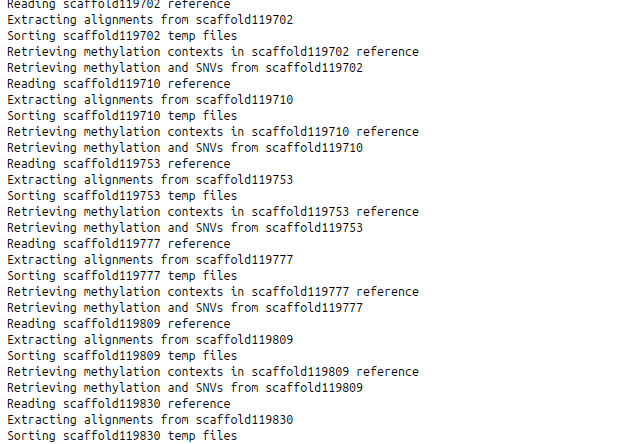 Reading scaffold119702 reference
Extracting alignments from scaffold119702
Sorting scaffold119702 temp files
Retrieving methylation contexts in scaffold119702 reference
Retrieving methylation and SNVs from scaffold119702
Reading scaffold119710 reference
Extracting alignments from scaffold119710
Sorting scaffold119710 temp files
Retrieving methylation contexts in scaffold119710 reference
Retrieving methylation and SNVs from scaffold119710
Reading scaffold119753 reference
Extracting alignments from scaffold119753
Sorting scaffold119753 temp files
Retrieving methylation contexts in scaffold119753 reference
Retrieving methylation and SNVs from scaffold119753
Reading scaffold119777 reference
Extracting alignments from scaffold119777
Sorting scaffold119777 temp files
Retrieving methylation contexts in scaffold119777 reference
Retrieving methylation and SNVs from scaffold119777
Reading scaffold119809 reference
Extracting alignments from scaffold119809
Sorting scaffold119809 temp files
Retrieving methylation contexts in scaffold119809 reference
Retrieving methylation and SNVs from scaffold119809
Reading scaffold119830 reference
Extracting alignments from scaffold119830
Sorting scaffold119830 temp files